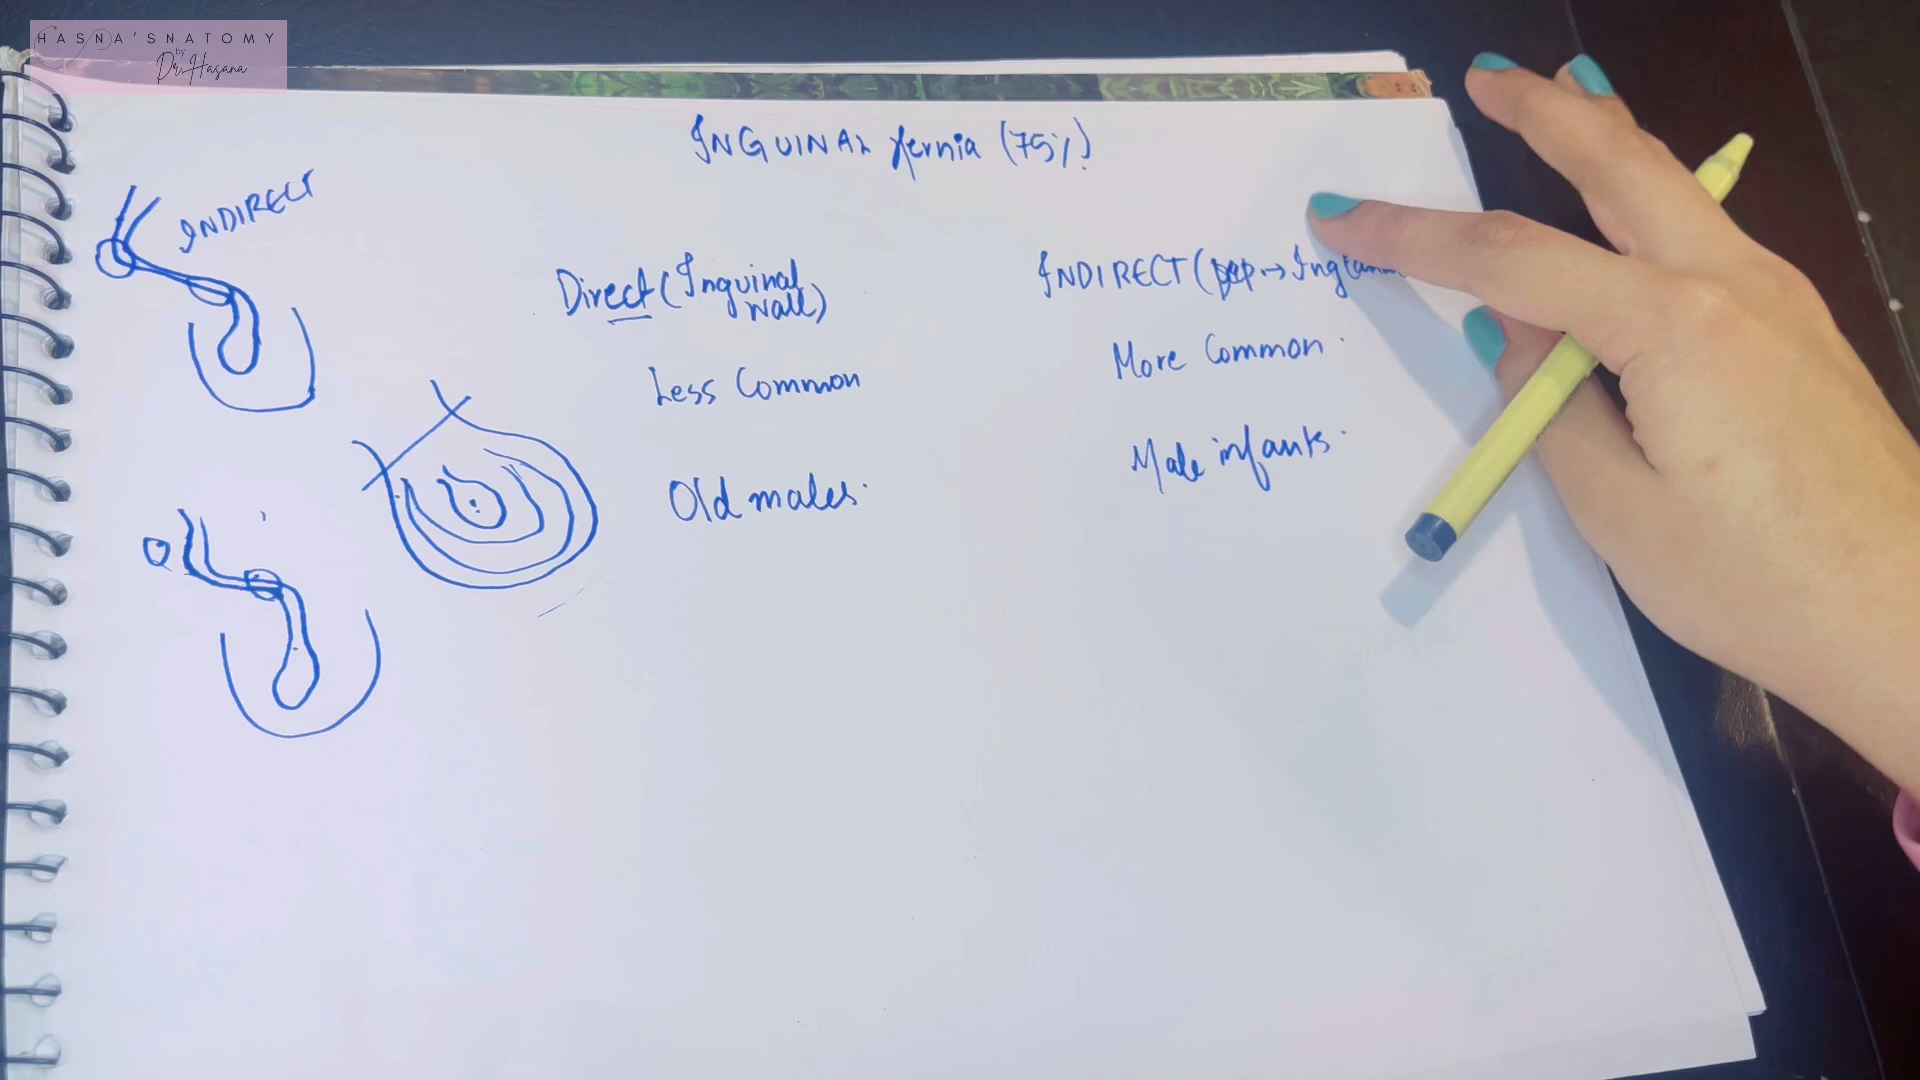 HASNA'SNATOMY
by
Dr.Hasana
INGUINAL Hernia (75%)
INDIRECT
Direct (Inguinal
Wall)
INDIRECT (
Less Common
More Common.
Old males.
Male infants.